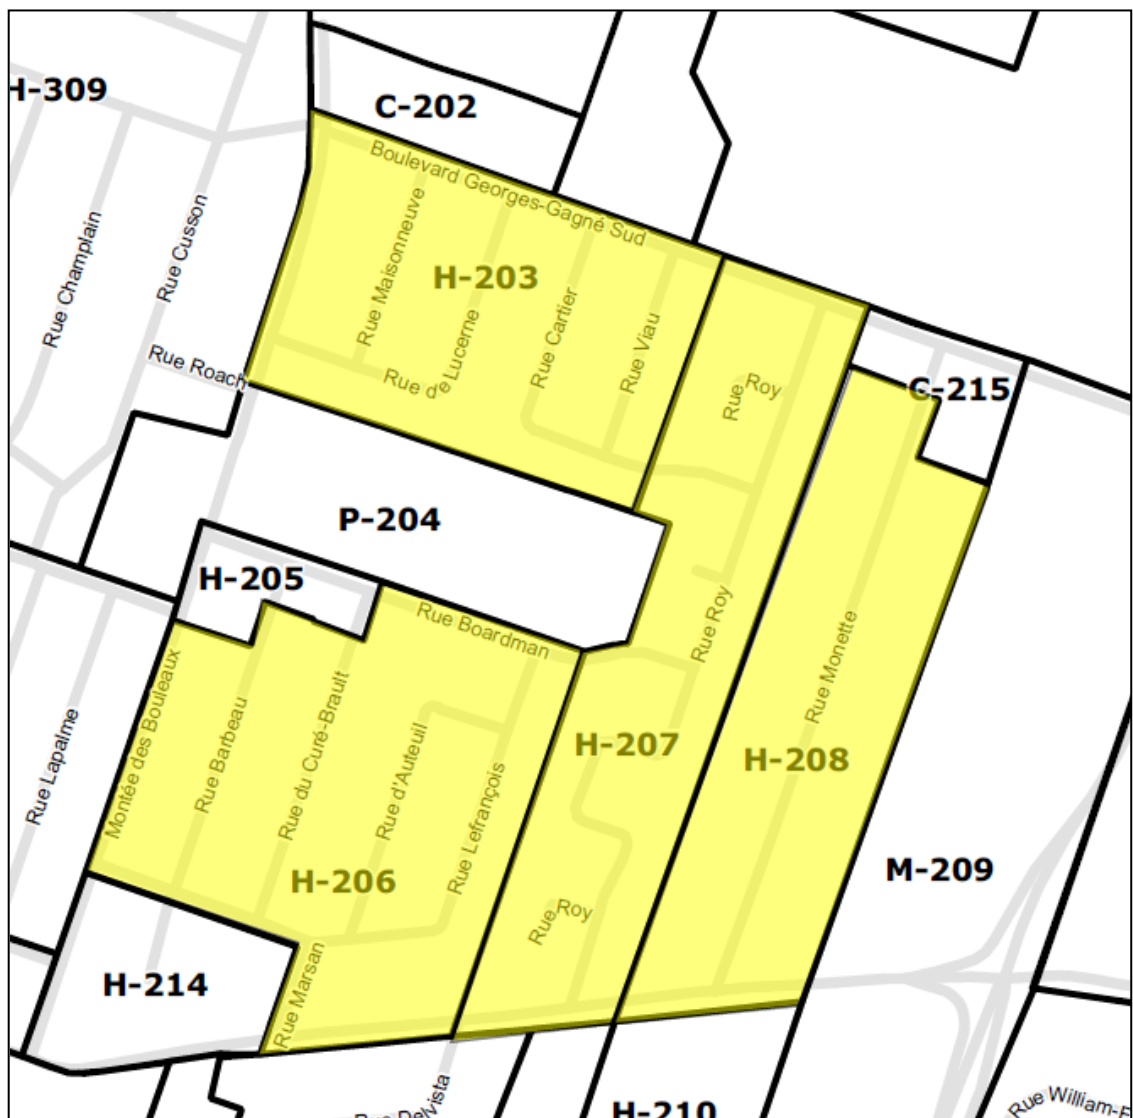 H-309
C-202
Boulevard Georges-Gagné Sud
Rue Champlain
Rue Cusson
Rue Maisonneuve
H-203
Rue de Lucerne
Rue Cartier
Rue Viau
Rue Roach
Rue Roy
C-215
P-204
H-205
Rue Boardman
Rue Roy
Rue Monette
Montée des Bouleaux
Rue Lapalme
Rue Barbeau
Rue du Curé-Brault
Rue d'Auteuil
Rue Lefrançois
H-207
H-208
H-206
M-209
Rue Roy
H-214
Rue Marsan
Rue Delvista
H-210
Rue William-